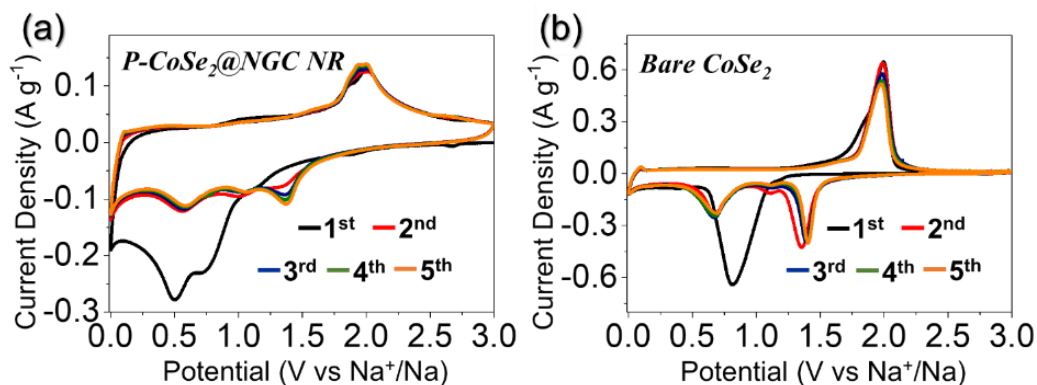 (a)
P-CoSe₂@NGC NR
Current Density (A g⁻¹)
0.1
0.0
-0.1
-0.2
-0.3
1ˢᵗ 2ⁿᵈ
3ʳᵈ 4ᵗʰ 5ᵗʰ
0.0 0.5 1.0 1.5 2.0 2.5 3.0
Potential (V vs Na⁺/Na)
(b)
Bare CoSe₂
Current Density (A g⁻¹)
0.6
0.3
0.0
-0.3
-0.6
1ˢᵗ 2ⁿᵈ
3ʳᵈ 4ᵗʰ 5ᵗʰ
0.0 0.5 1.0 1.5 2.0 2.5 3.0
Potential (V vs Na⁺/Na)